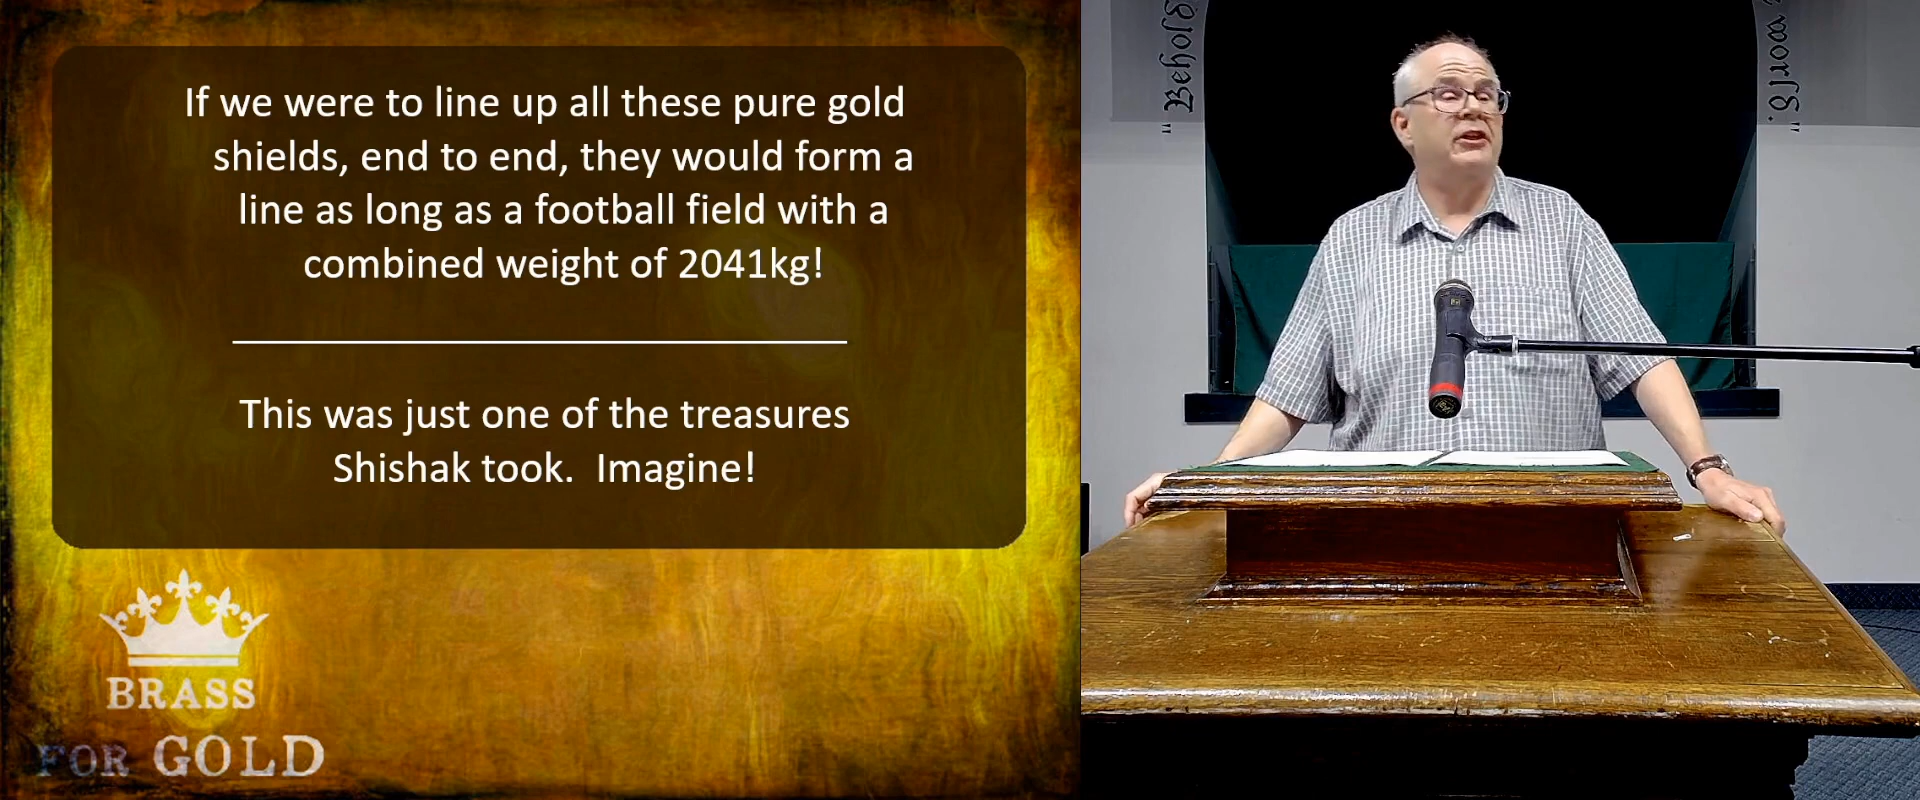 If we were to line up all these pure gold
shields, end to end, they would form a
line as long as a football field with a
combined weight of 2041kg!
This was just one of the treasures
Shishak took.  Imagine!
BRASS
FOR GOLD
"Behold
world."